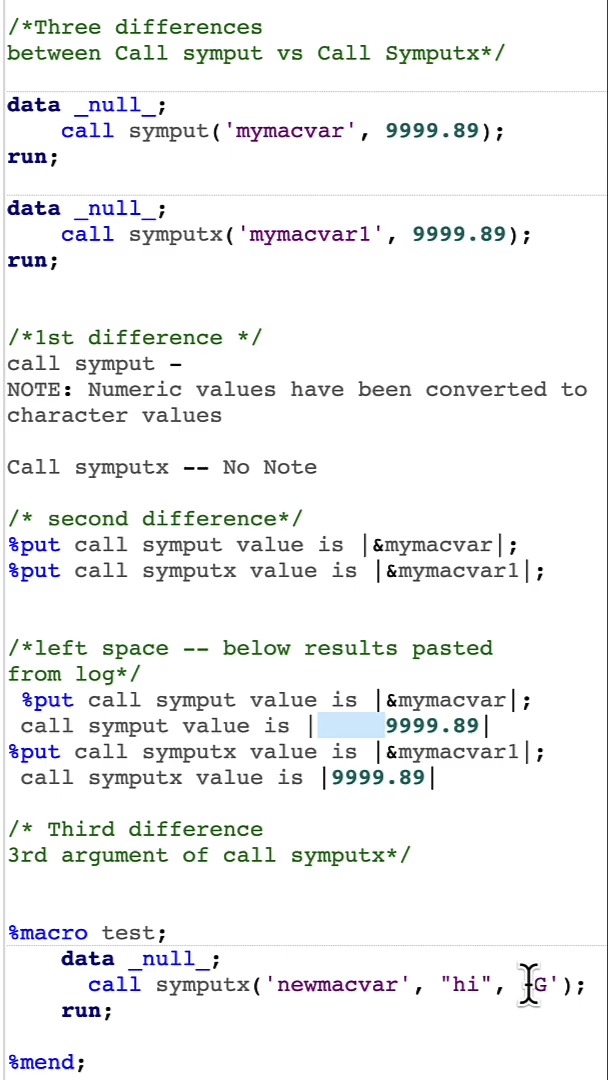 /*Three differences
between Call symput vs Call Symputx*/
data _null_;
call symput('mymacvar', 9999.89);
run;
data _null_;
call symputx('mymacvar1', 9999.89);
run;
/*1st difference */
call symput –
NOTE: Numeric values have been converted to
character values
Call symputx -- No Note
/* second difference*/
%put call symput value is |&mymacvar|;
%put call symputx value is |&mymacvar1|;
/*left space -- below results pasted
from log*/
%put call symput value is |&mymacvar|;
call symput value is |     9999.89|
%put call symputx value is |&mymacvar1|;
call symputx value is |9999.89|
/* Third difference
3rd argument of call symputx*/
%macro test;
data _null_;
call symputx('newmacvar', "hi", G');
run;
%mend;